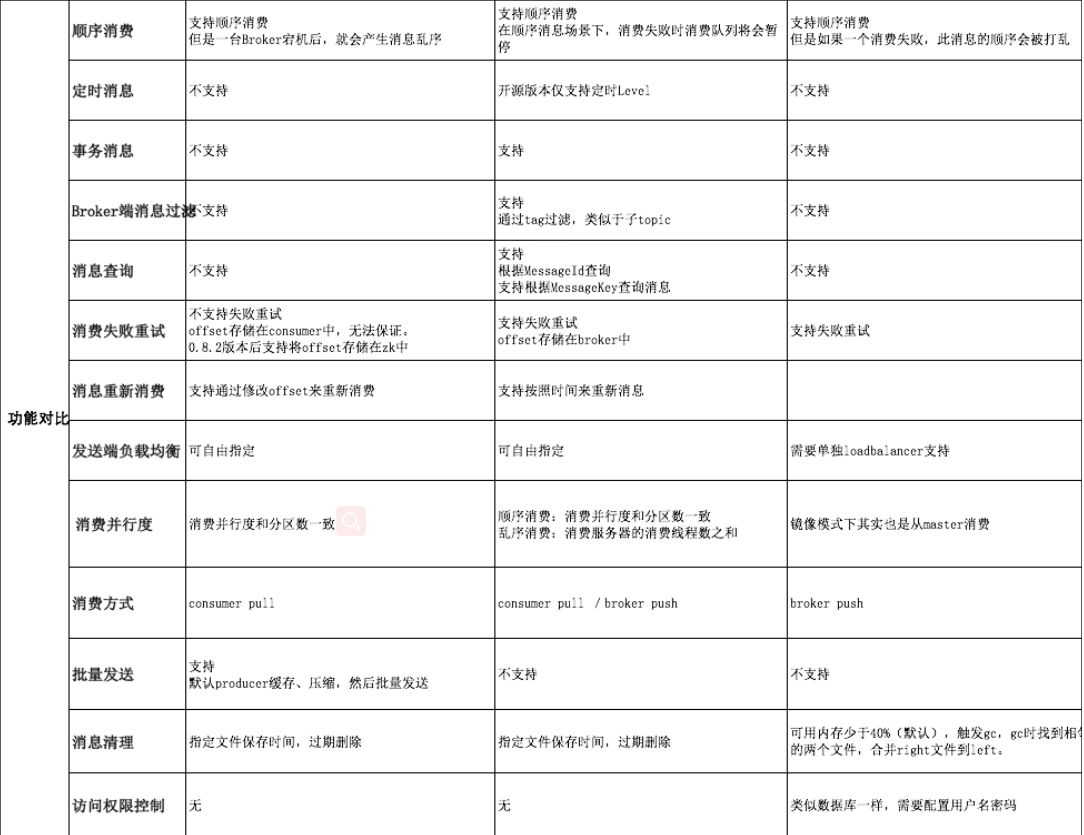 功能对比
顺序消费
支持顺序消费
但是一台Broker宕机后，就会产生消息乱序
支持顺序消费
在顺序消息场景下，消费失败时消费队列将会暂
停
支持顺序消费
但是如果一个消费失败，此消息的顺序会被打乱
定时消息
不支持
开源版本仅支持定时Level
不支持
事务消息
不支持
支持
不支持
Broker端消息过滤
不支持
支持
通过tag过滤，类似于子topic
不支持
消息查询
不支持
支持
根据MessageId查询
支持根据MessageKey查询消息
不支持
消费失败重试
不支持失败重试
offset存储在consumer中，无法保证。
0.8.2版本后支持将offset存储在zk中
支持失败重试
offset存储在broker中
支持失败重试
消息重新消费
支持通过修改offset来重新消费
支持按照时间来重新消息
发送端负载均衡
可自由指定
可自由指定
需要单独loadbalancer支持
消费并行度
消费并行度和分区数一致
顺序消费：消费并行度和分区数一致
乱序消费：消费服务器的消费线程数之和
镜像模式下其实也是从master消费
消费方式
consumer pull
consumer pull /broker push
broker push
批量发送
支持
默认producer缓存、压缩，然后批量发送
不支持
不支持
消息清理
指定文件保存时间，过期删除
指定文件保存时间，过期删除
可用内存少于40%（默认），触发gc，gc时找到相
的两个文件，合并right文件到left。
访问权限控制
无
无
类似数据库一样，需要配置用户名密码